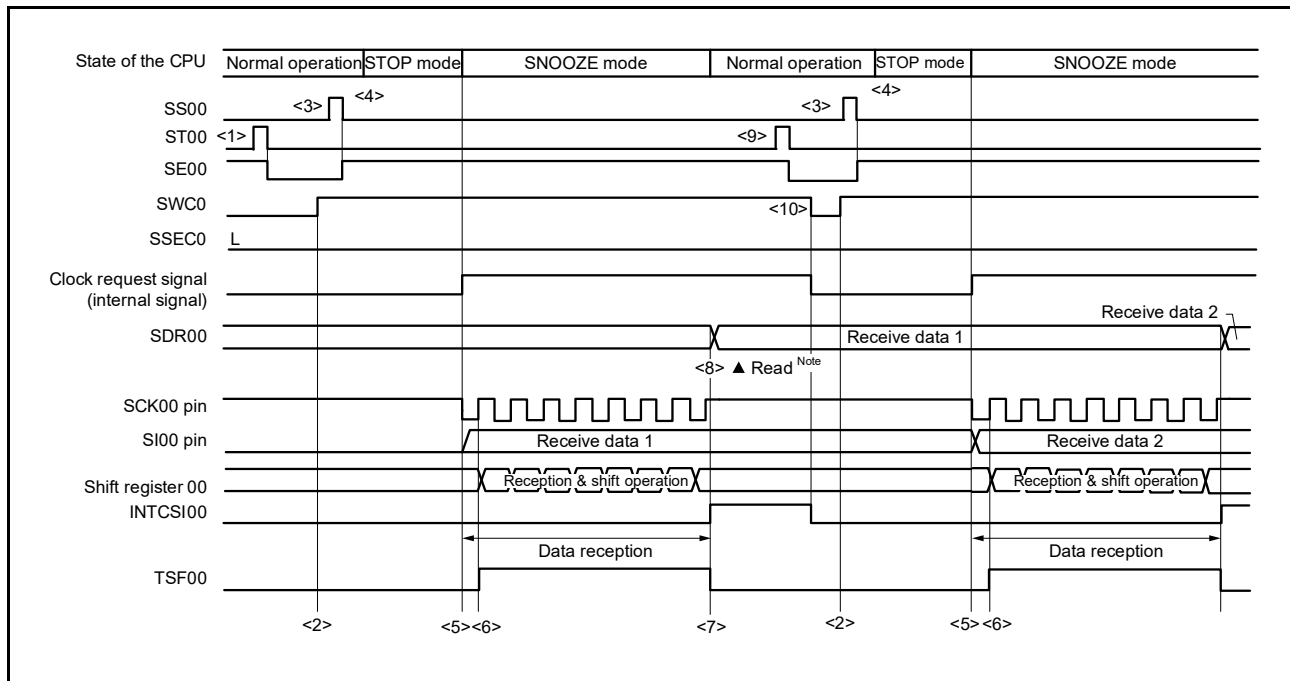 State of the CPU Normal operation STOP mode SNOOZE mode Normal operation STOP mode SNOOZE mode
SS00 <3> <4> <3> <4>
ST00 <1> <9>
SE00
SWC0 <10>
SSEC0 L
Clock request signal
(internal signal)
Receive data 2
SDR00 Receive data 1
<8> ▲ Read Note
SCK00 pin
SI00 pin Receive data 1 Receive data 2
Shift register 00 Reception & shift operation Reception & shift operation
INTCSI00
Data reception Data reception
TSF00
<2> <5> <6> <7> <2> <5> <6>